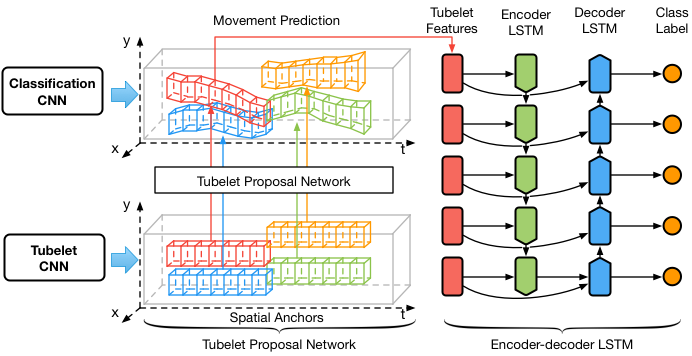 Movement Prediction
Tubelet
Features
Encoder
LSTM
Decoder
LSTM
Class
Label
y
Classification
CNN
x
t
Tubelet Proposal Network
y
Tubelet
CNN
x
Spatial Anchors
t
Tubelet Proposal Network
Encoder-decoder LSTM